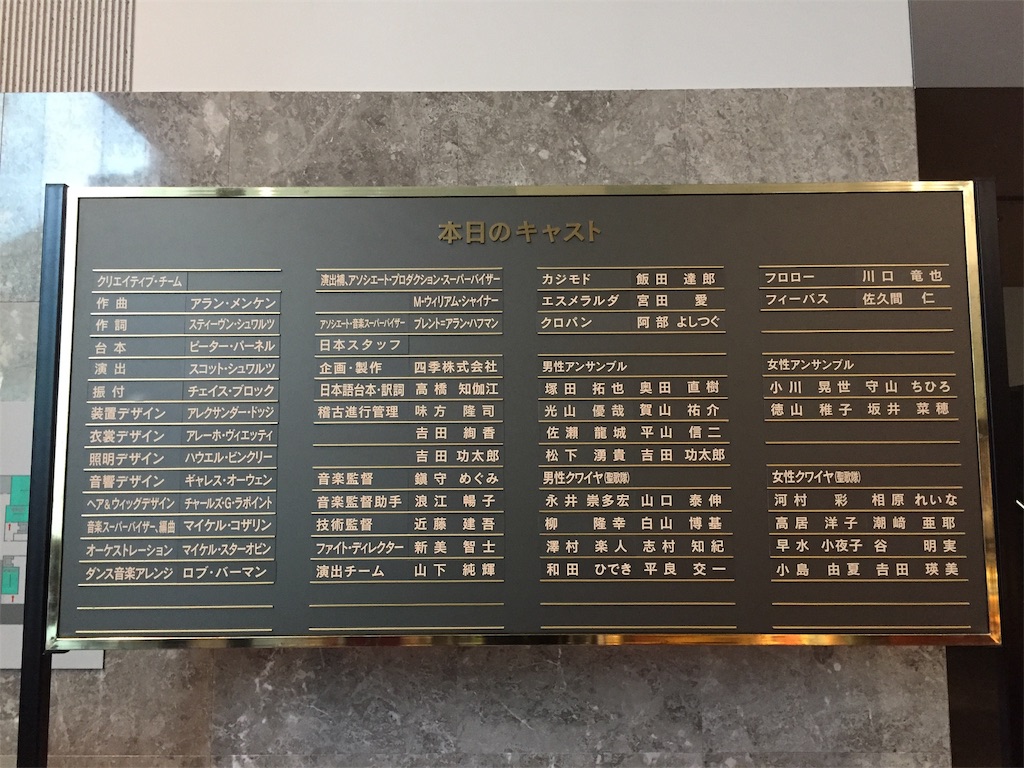 本日のキャスト
クリエイティブ・チーム
作曲 アラン・メンケン
作詞 スティーヴン・シュワルツ
台本 ピーター・パーネル
演出 スコット・シュワルツ
振付 チェイス・ブロック
装置デザイン アレクサンダー・ドッジ
衣裳デザイン アレーホ・ヴィエッティ
照明デザイン ハウエル・ビンクリー
音響デザイン ギャレス・オーウェン
ヘア&ウィッグデザイン チャールズ・G・ラポイント
音楽スーパーバイザー、編曲 マイケル・コザリン
オーケストレーション マイケル・スターオビン
ダンス音楽アレンジ ロブ・バーマン
演出補、アソシエート・プロダクション・スーパーバイザー
M・ウィリアム・シャイナー
アソシエート・音楽スーパーバイザー ブレント=アラン・ハフマン
日本スタッフ
企画・製作 四季株式会社
日本語台本・訳詞 高橋 知伽江
稽古進行管理 味方 隆司
吉田 絢香
吉田 功太郎
音楽監督 鎮守 めぐみ
音楽監督助手 浪江 暢子
技術監督 近藤 建吾
ファイト・ディレクター 新美 智士
演出チーム 山下 純輝
カジモド 飯田 達郎
エスメラルダ 宮田 愛
クロパン 阿部 よしつぐ
男性アンサンブル
塚田 拓也 奥田 直樹
光山 優哉 賀山 祐介
佐瀬 龍城 平山 信二
松下 湧貴 吉田 功太郎
男性クワイヤ(聖歌隊)
永井 崇多宏 山口 泰伸
柳 隆幸 白山 博基
澤村 楽人 志村 知紀
和田 ひでき 平良 交一
フロロー 川口 竜也
フィーバス 佐久間 仁
女性アンサンブル
小川 晃世 守山 ちひろ
徳山 稚子 坂井 菜穂
女性クワイヤ(聖歌隊)
河村 彩 相原 れいな
高居 洋子 潮﨑 亜耶
早水 小夜子 谷 明実
小島 由夏 吉田 瑛美